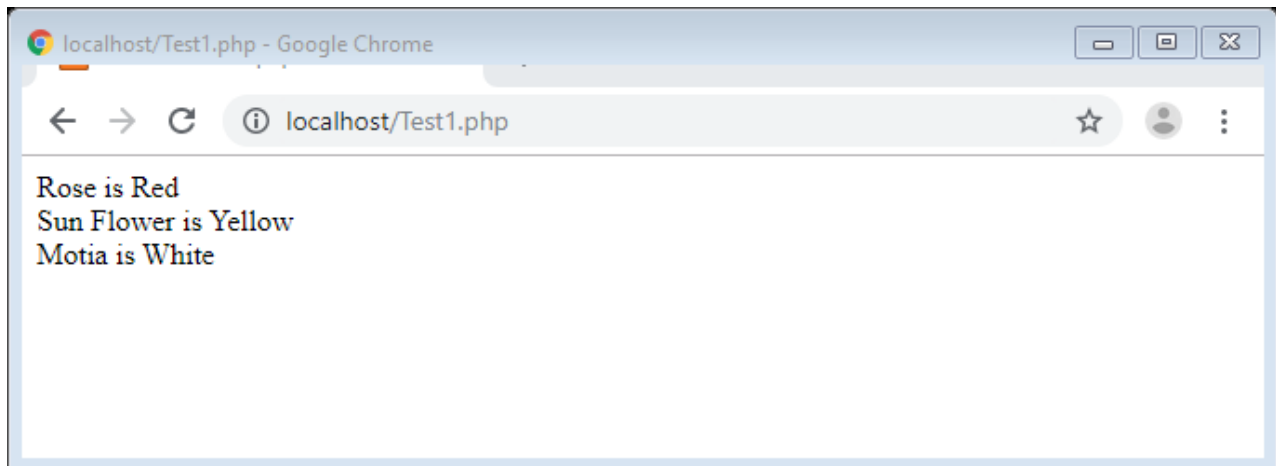 localhost/Test1.php - Google Chrome
localhost/Test1.php
Rose is Red
Sun Flower is Yellow
Motia is White